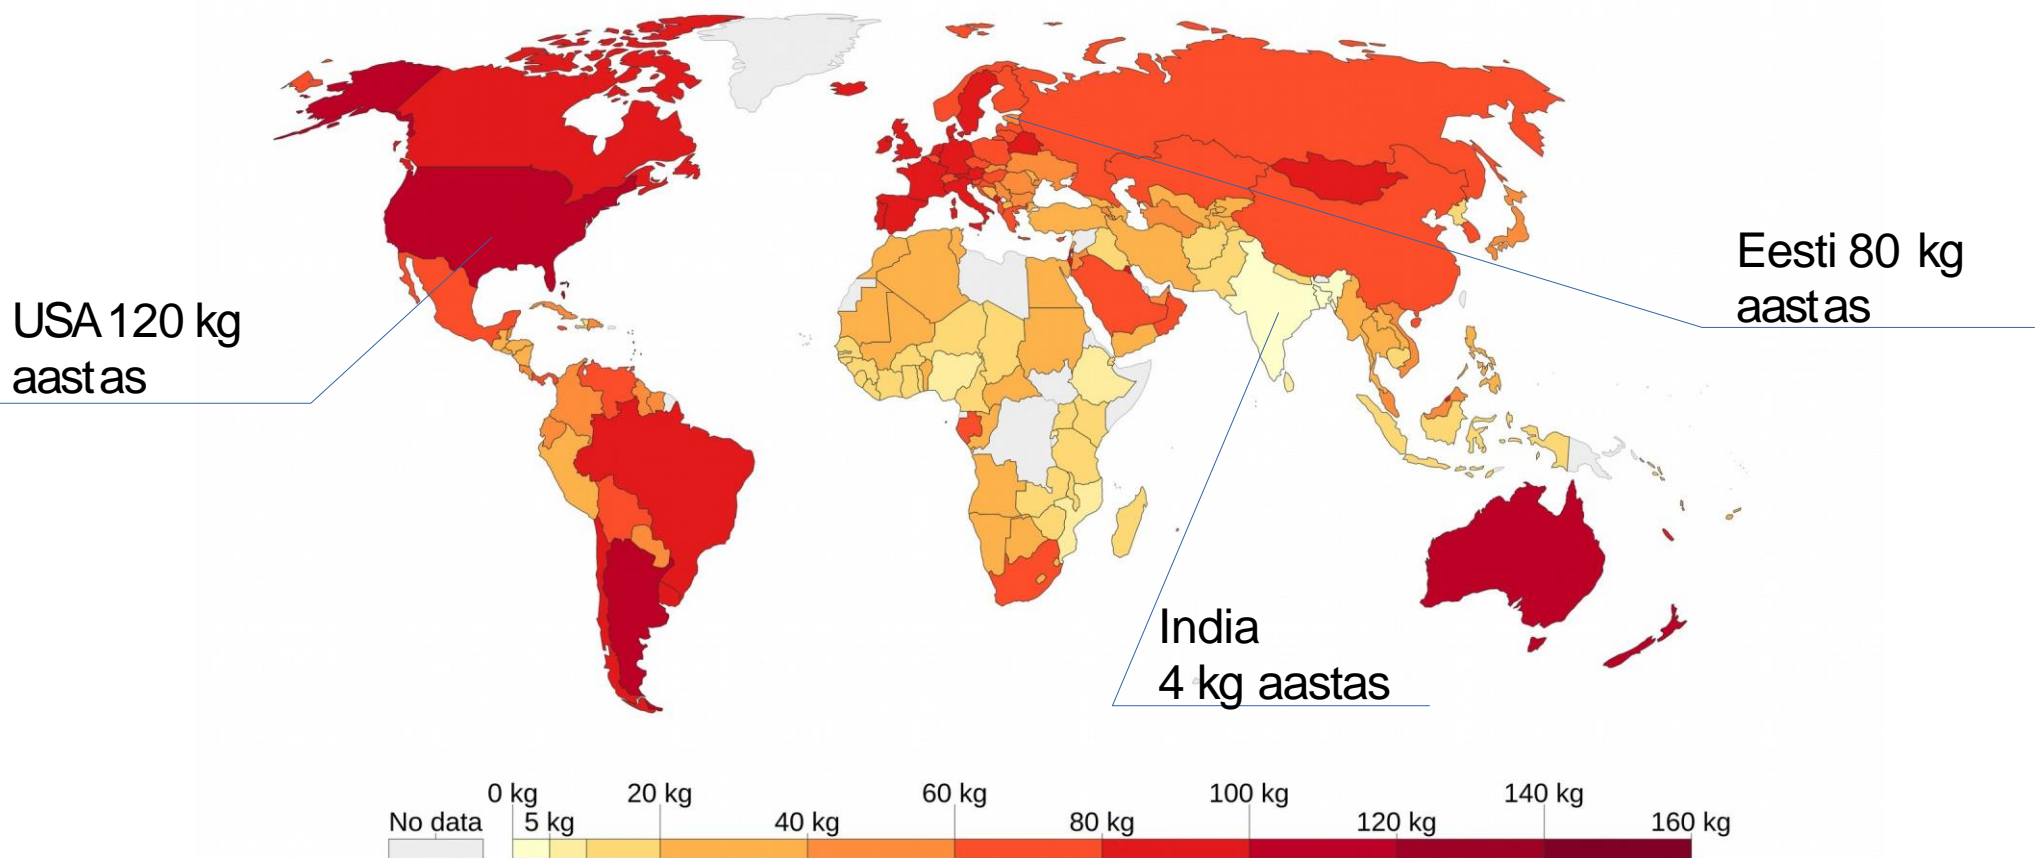 Eesti 80 kg
aastas
USA 120 kg
aastas
India
4 kg aastas
0 kg 20 kg 60 kg 100 kg 140 kg
No data 5 kg 40 kg 80 kg 120 kg 160 kg